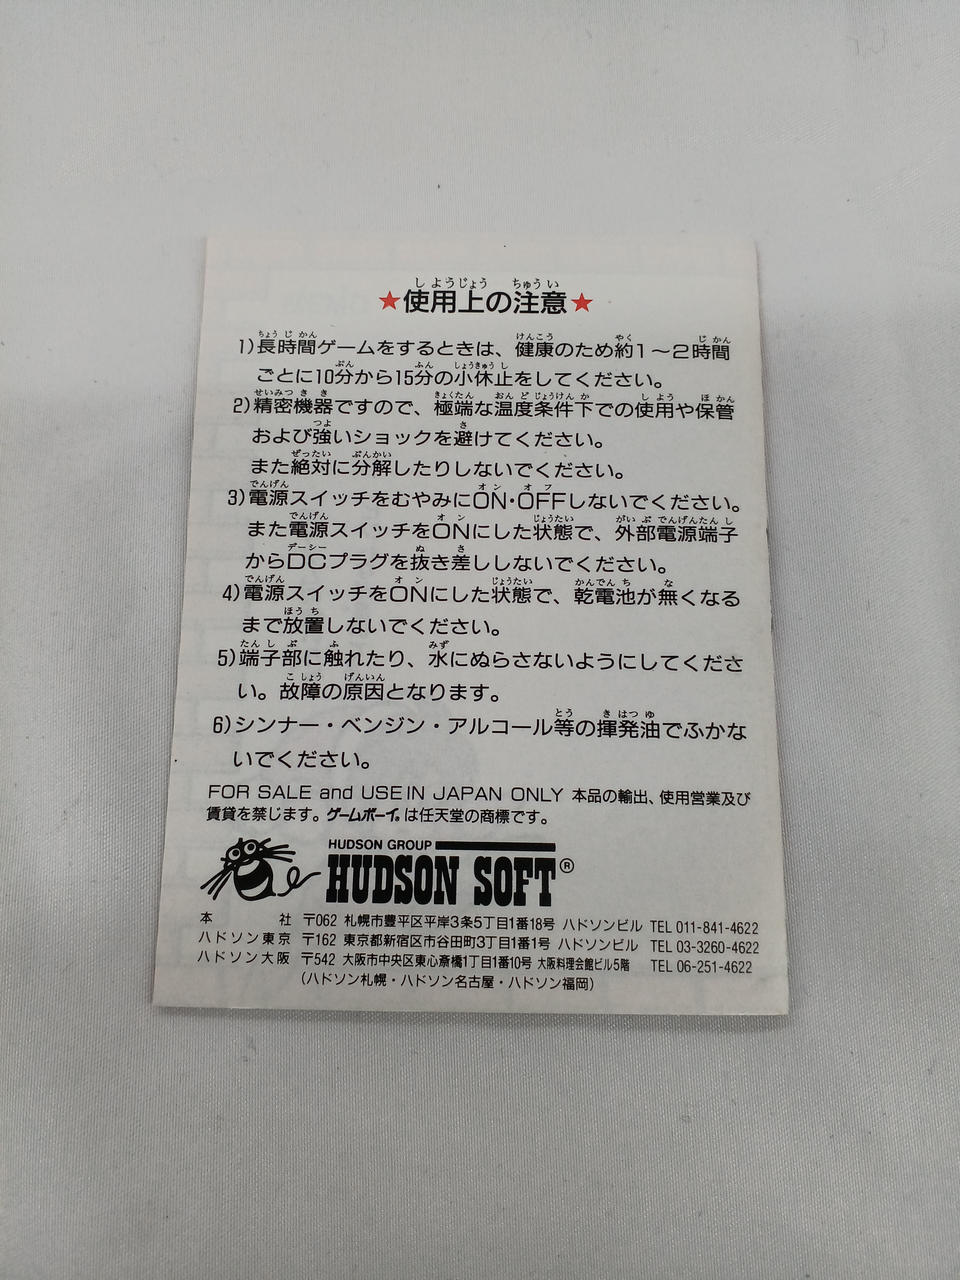 ★使用上の注意★
1)長時間ゲームをするときは、健康のため約1～2時間
ごとに10分から15分の小休止をしてください。
2)精密機器ですので、極端な温度条件下での使用や保管
および強いショックを避けてください。
また絶対に分解したりしないでください。
3)電源スイッチをむやみにON・OFFしないでください。
また電源スイッチをONにした状態で、外部電源端子
からDCプラグを抜き差ししないでください。
4)電源スイッチをONにした状態で、乾電池が無くなる
まで放置しないでください。
5)端子部に触れたり、水にぬらさないようにしてくださ
い。故障の原因となります。
6)シンナー・ベンジン・アルコール等の揮発油でふかな
いでください。
FOR SALE and USE IN JAPAN ONLY 本品の輸出、使用営業及び
賃貸を禁じます。ゲームボーイ®は任天堂の商標です。
HUDSON GROUP
HUDSON SOFT®
本社 〒062 札幌市豊平区平岸3条5丁目1番18号 ハドソンビル TEL 011-841-4622
ハドソン東京 〒162 東京都新宿区市谷田町3丁目1番1号 ハドソンビル TEL 03-3260-4622
ハドソン大阪 〒542 大阪市中央区東心斎橋1丁目1番10号 大阪料理会館ビル5階 TEL 06-251-4622
(ハドソン札幌・ハドソン名古屋・ハドソン福岡)